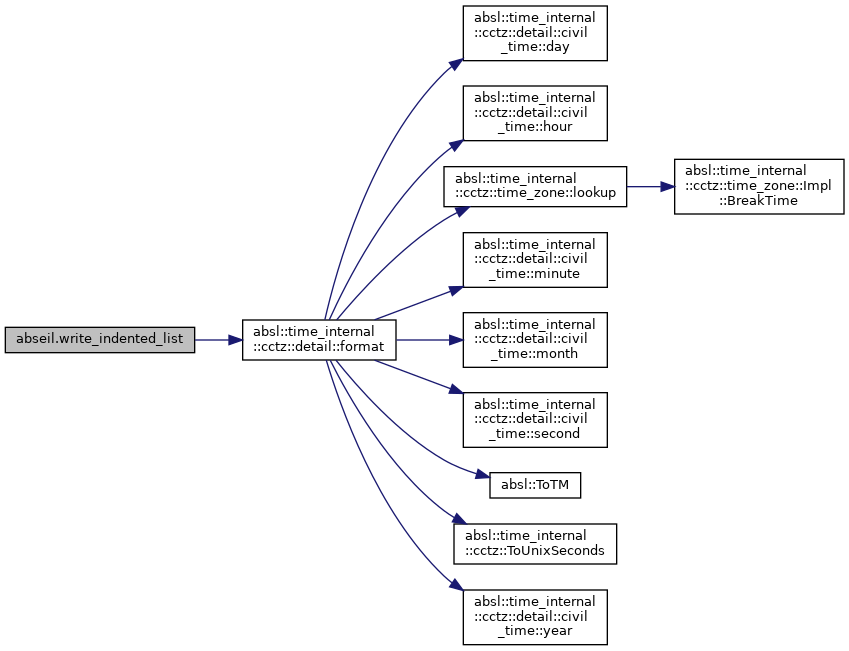 absl::time_internal
::cctz::detail::civil
_time::day
absl::time_internal
::cctz::detail::civil
_time::hour
absl::time_internal
::cctz::time_zone::lookup
absl::time_internal
::cctz::time_zone::Impl
::BreakTime
absl::time_internal
::cctz::detail::civil
_time::minute
abseil.write_indented_list
absl::time_internal
::cctz::detail::format
absl::time_internal
::cctz::detail::civil
_time::month
absl::time_internal
::cctz::detail::civil
_time::second
absl::ToTM
absl::time_internal
::cctz::ToUnixSeconds
absl::time_internal
::cctz::detail::civil
_time::year